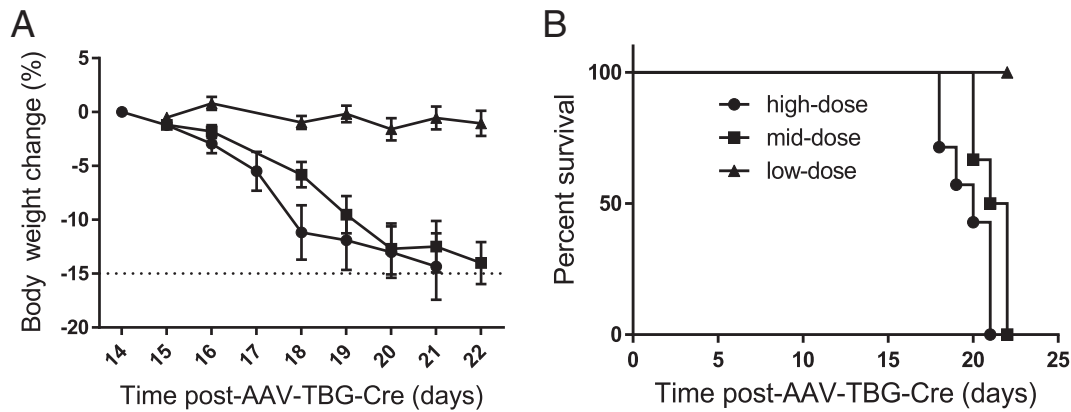 A
Body weight change (%)
5
0
-5
-10
-15
-20
14 15 16 17 18 19 20 21 22
Time post-AAV-TBG-Cre (days)
B
Percent survival
100
50
0
high-dose
mid-dose
low-dose
0 5 10 15 20 25
Time post-AAV-TBG-Cre (days)